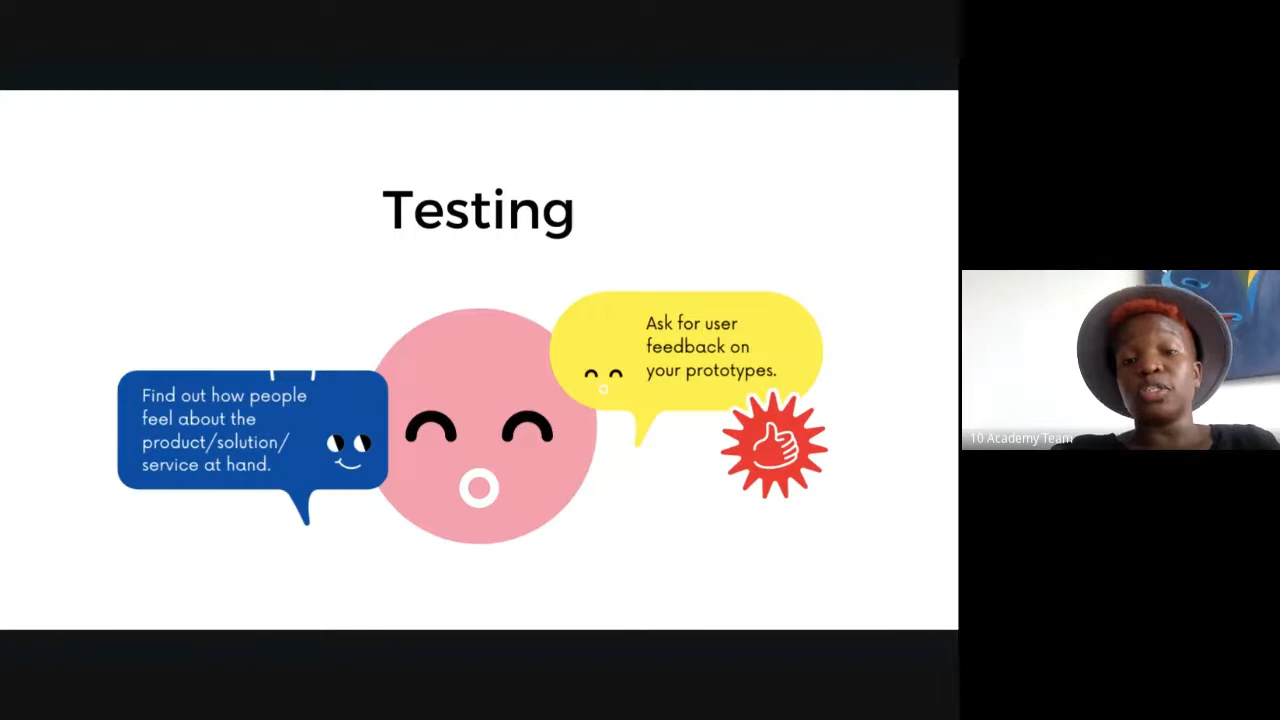 Testing
Find out how people
feel about the
product/solution/
service at hand.
Ask for user
feedback on
your prototypes.
10 Academy Team